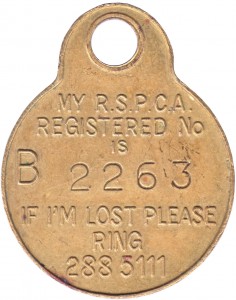 MY R.S.P.C.A.
REGISTERED No
IS
B 2263
IF I'M LOST PLEASE
RING
288 5111